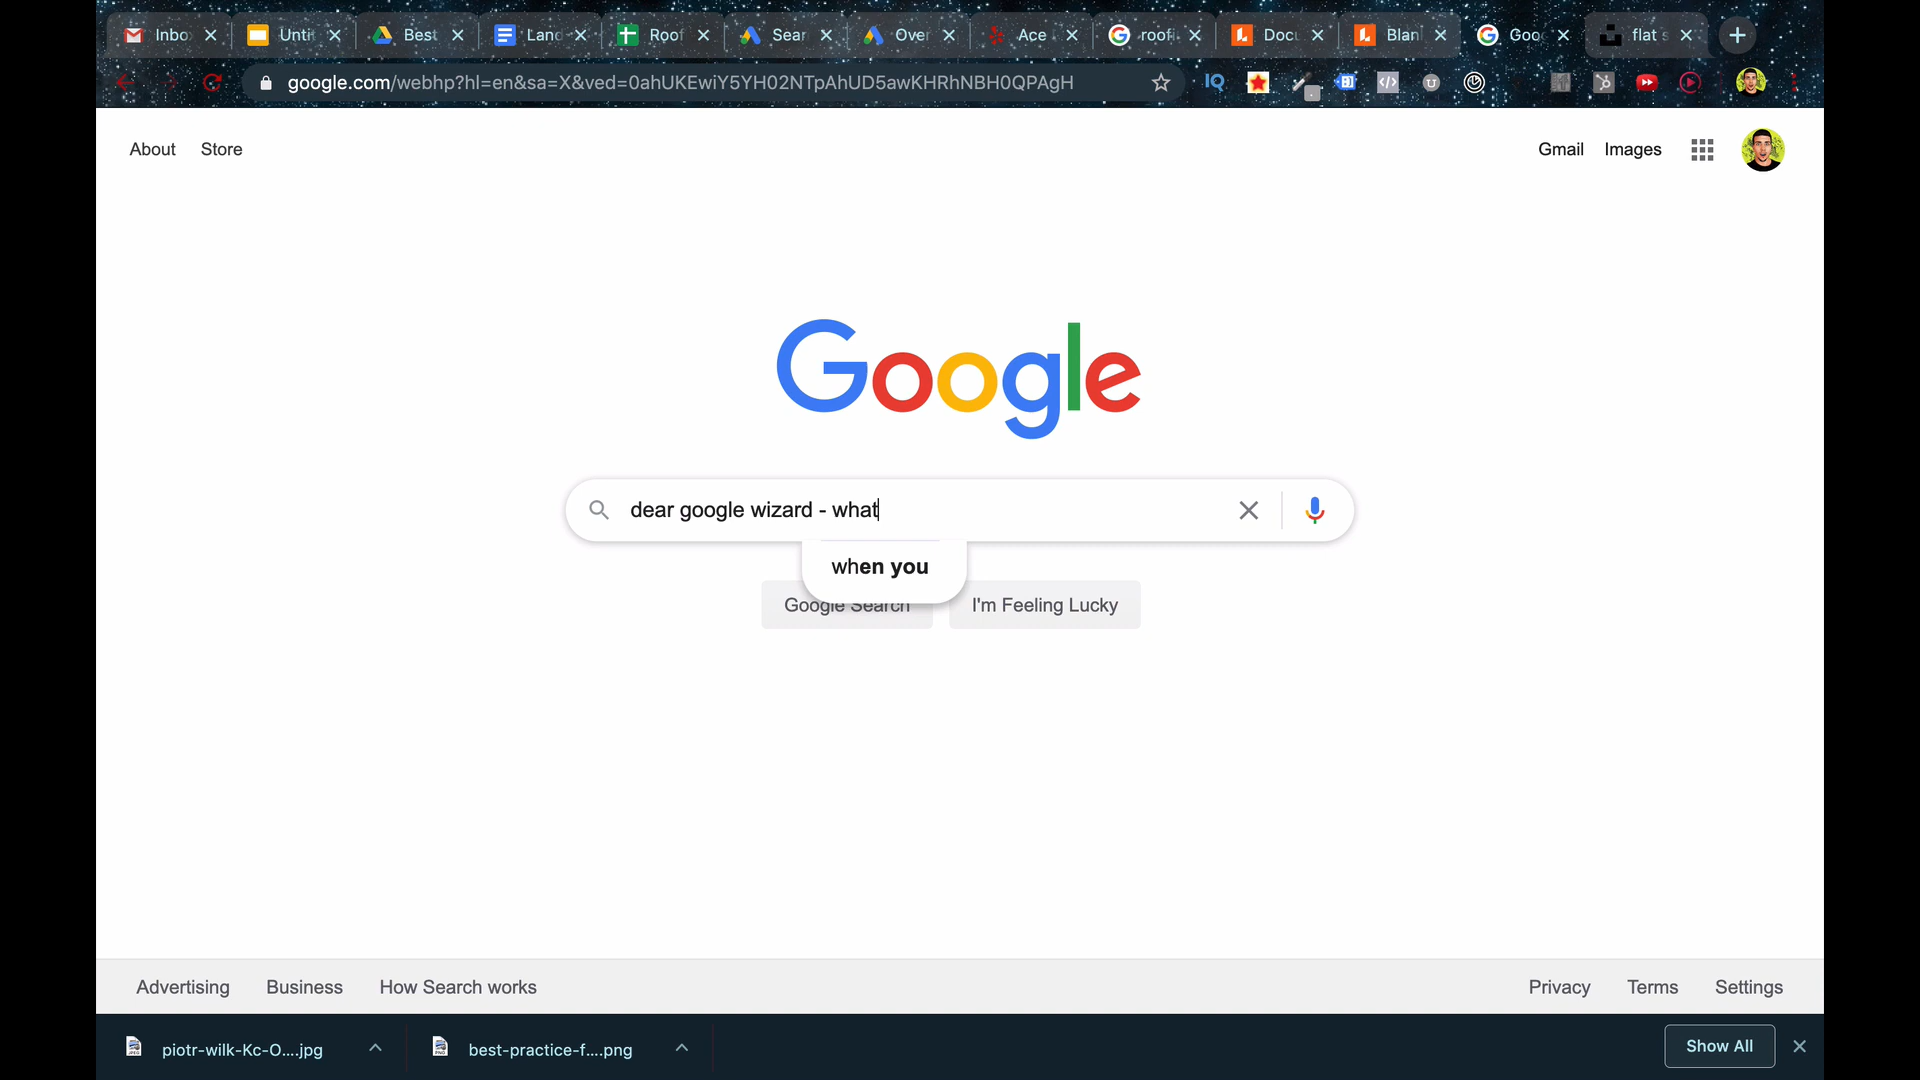 Inbo Unti Best Lanc Roof Sear Over Ace roofi Docu Blan Goo flat s
google.com/webhp?hl=en&sa=X&ved=0ahUKEwiY5YH02NTpAhUD5awKHRhNBH0QPAgH
About Store Gmail Images
Google
dear google wizard - what
when you
Google Search I'm Feeling Lucky
Advertising Business How Search works Privacy Terms Settings
piotr-wilk-Kc-O....jpg best-practice-f....png Show All